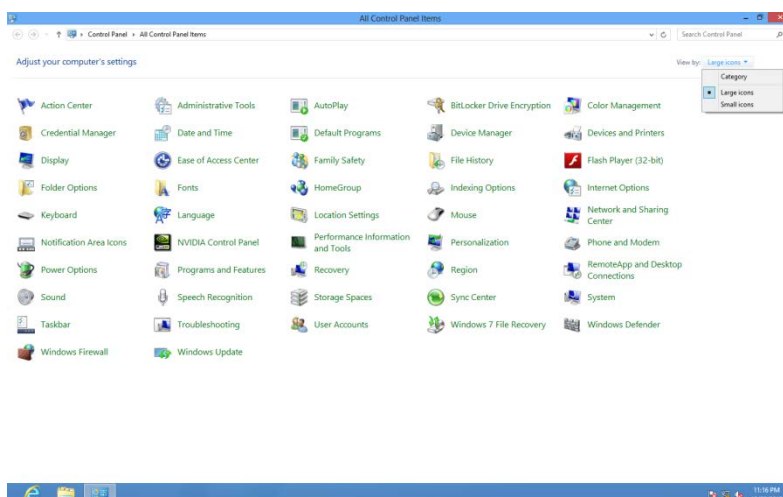 All Control Panel Items
Control Panel All Control Panel Items
Search Control Panel
Adjust your computer's settings
View by: Large icons
Category
Large icons
Small icons
Action Center
Administrative Tools
AutoPlay
BitLocker Drive Encryption
Color Management
Credential Manager
Date and Time
Default Programs
Device Manager
Devices and Printers
Display
Ease of Access Center
Family Safety
File History
Flash Player (32-bit)
Folder Options
Fonts
HomeGroup
Indexing Options
Internet Options
Keyboard
Language
Location Settings
Mouse
Network and Sharing
Center
Notification Area Icons
NVIDIA Control Panel
Performance Information
and Tools
Personalization
Phone and Modem
Power Options
Programs and Features
Recovery
Region
RemoteApp and Desktop
Connections
Sound
Speech Recognition
Storage Spaces
Sync Center
System
Taskbar
Troubleshooting
User Accounts
Windows 7 File Recovery
Windows Defender
Windows Firewall
Windows Update
11:16 PM